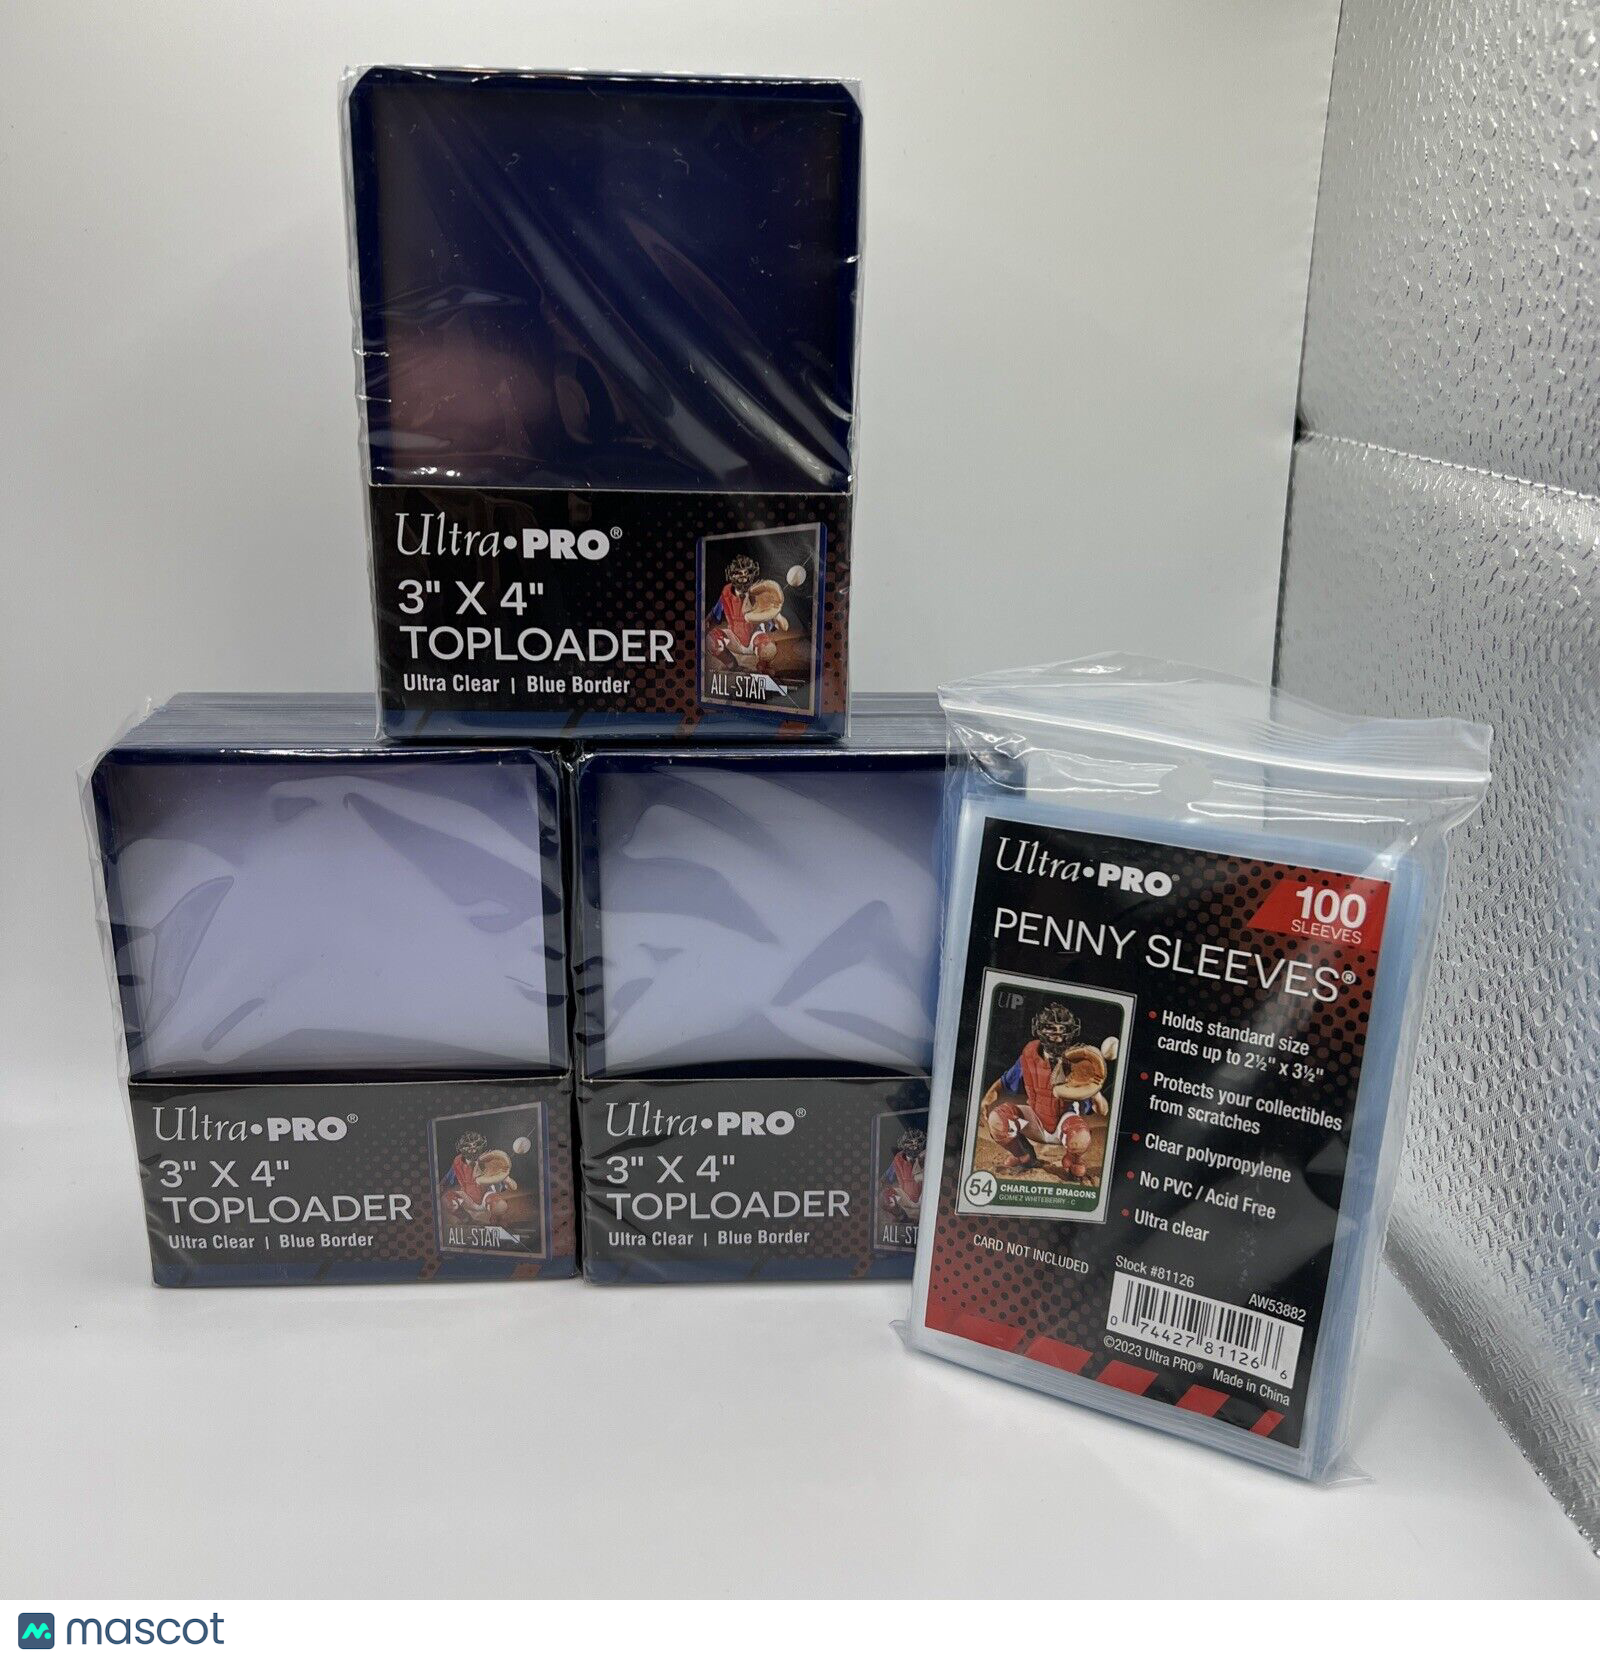 Ultra•PRO®
3" X 4"
TOPLOADER
Ultra Clear | Blue Border
ALL-STAR
Ultra•PRO®
3" X 4"
TOPLOADER
Ultra Clear | Blue Border
ALL-STAR
Ultra•PRO®
3" X 4"
TOPLOADER
Ultra Clear | Blue Border
ALL-ST
Ultra•PRO®
100
SLEEVES
PENNY SLEEVES®
UP
54
CHARLOTTE DRAGONS
GOMEZ WHITEBERRY - C
CARD NOT INCLUDED
• Holds standard size
cards up to 2½" x 3½"
• Protects your collectibles
from scratches
• Clear polypropylene
• No PVC / Acid Free
• Ultra clear
Stock #81126
AW53882
0 74427 81126 6
©2023 Ultra PRO® Made in China
mascot